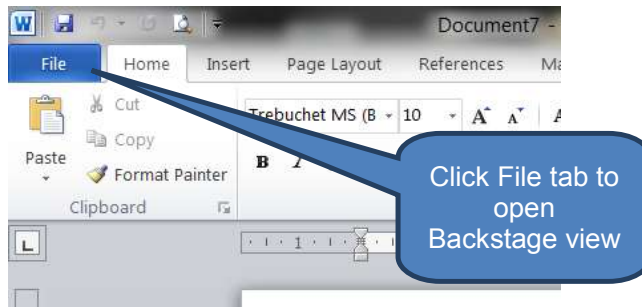 W Document7 -
File Home Insert Page Layout References Ma
Cut
Copy
Paste
Format Painter
Clipboard
Trebuchet MS (B 10 A A A
B I
L
1
Click File tab to
open
Backstage view